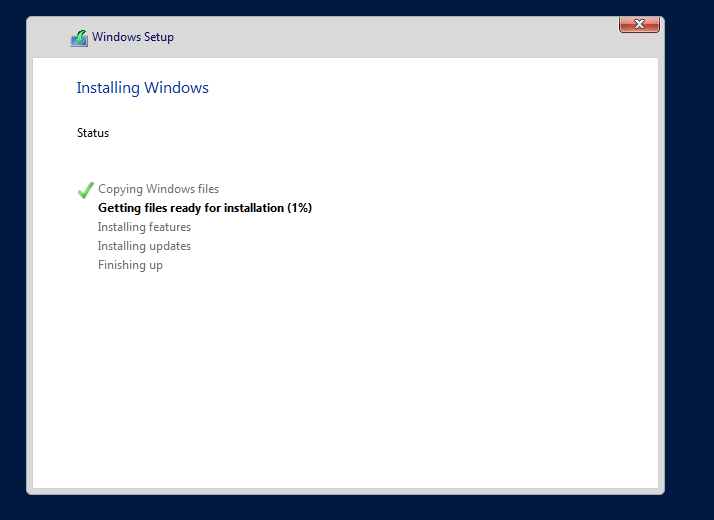 Windows Setup
Installing Windows
Status
Copying Windows files
Getting files ready for installation (1%)
Installing features
Installing updates
Finishing up